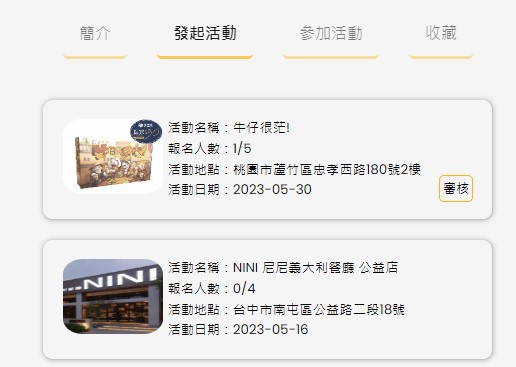 簡介
發起活動
參加活動
收藏
活動名稱：牛仔很茫!
報名人數：1/5
活動地點：桃園市蘆竹區忠孝西路180號2樓
活動日期：2023-05-30
審核
NINI
活動名稱：NINI 尼尼義大利餐廳 公益店
報名人數：0/4
活動地點：台中市南屯區公益路二段18號
活動日期：2023-05-16